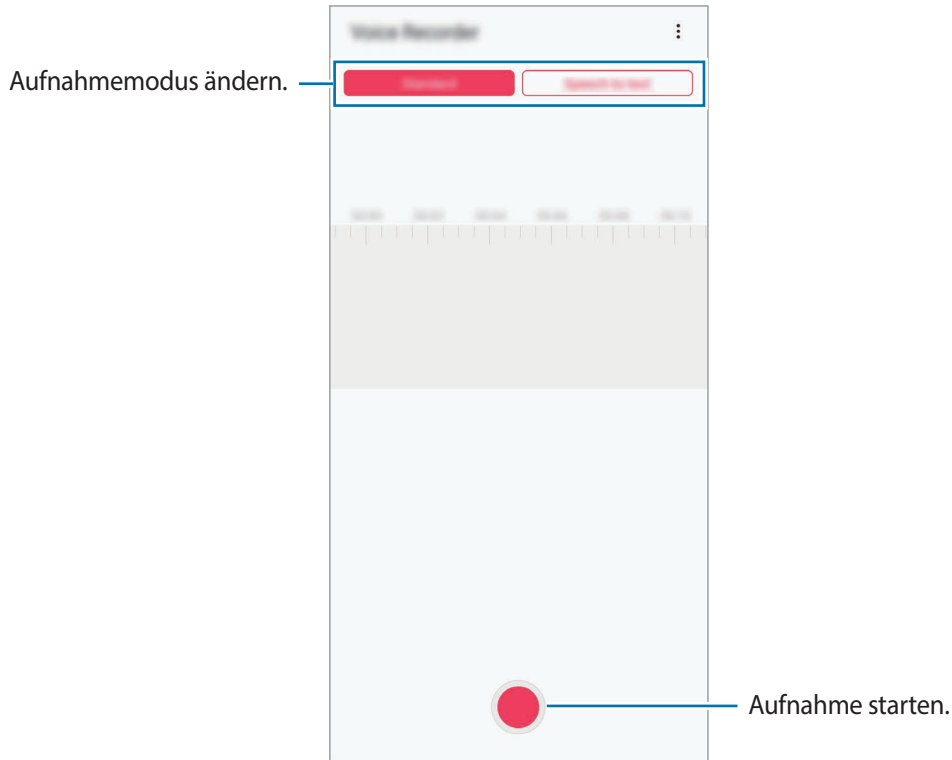 Voice Recorder
Aufnahmemodus ändern.
Standard
Speech-to-text
Aufnahme starten.